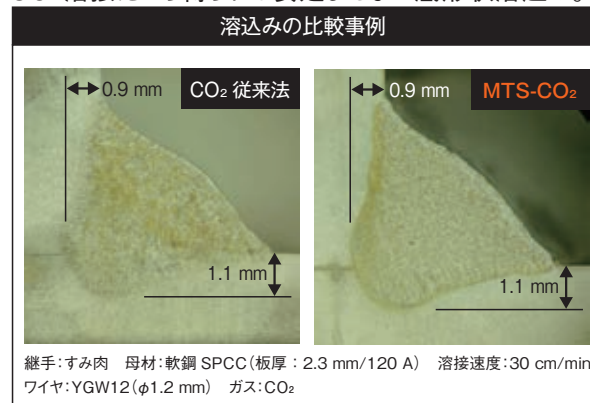 溶込みの比較事例
0.9 mm CO₂ 従来法
1.1 mm
0.9 mm MTS-CO₂
1.1 mm
継手：すみ肉 母材：軟鋼 SPCC（板厚：2.3 mm/120 A） 溶接速度：30 cm/min
ワイヤ：YGW12（φ1.2 mm） ガス：CO₂